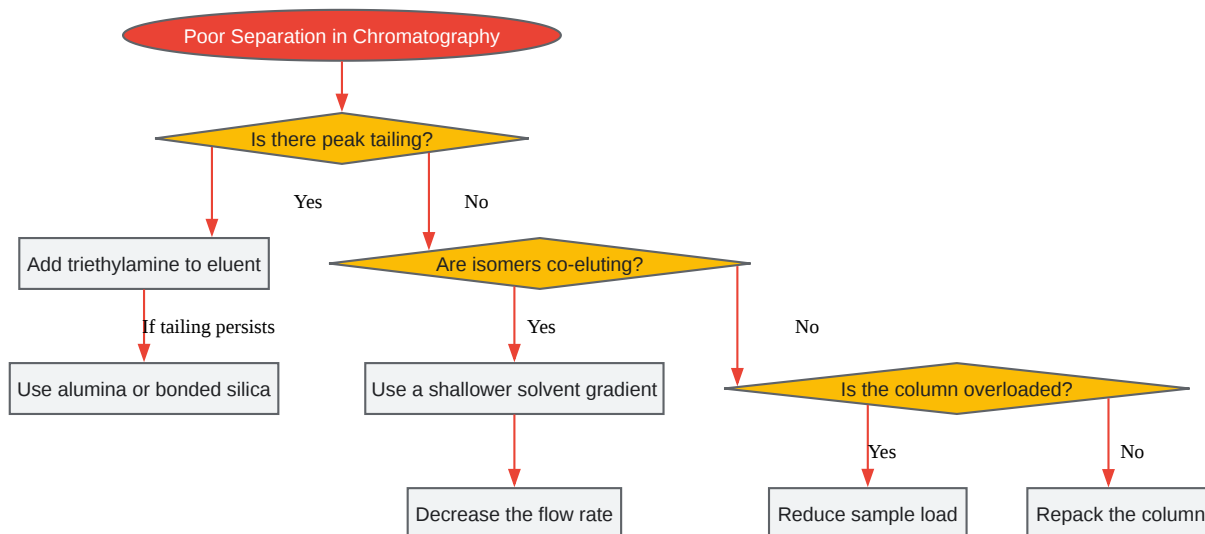 Poor Separation in Chromatography
Is there peak tailing?
Yes
No
Add triethylamine to eluent
Are isomers co-eluting?
If tailing persists
Yes
No
Use alumina or bonded silica
Use a shallower solvent gradient
Is the column overloaded?
Yes
No
Decrease the flow rate
Reduce sample load
Repack the column